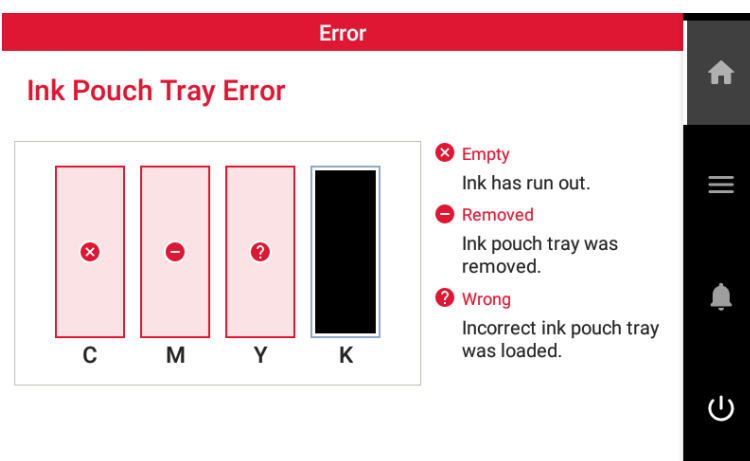 Error
Ink Pouch Tray Error
Empty
Ink has run out.
Removed
Ink pouch tray was
removed.
Wrong
Incorrect ink pouch tray
was loaded.
C M Y K